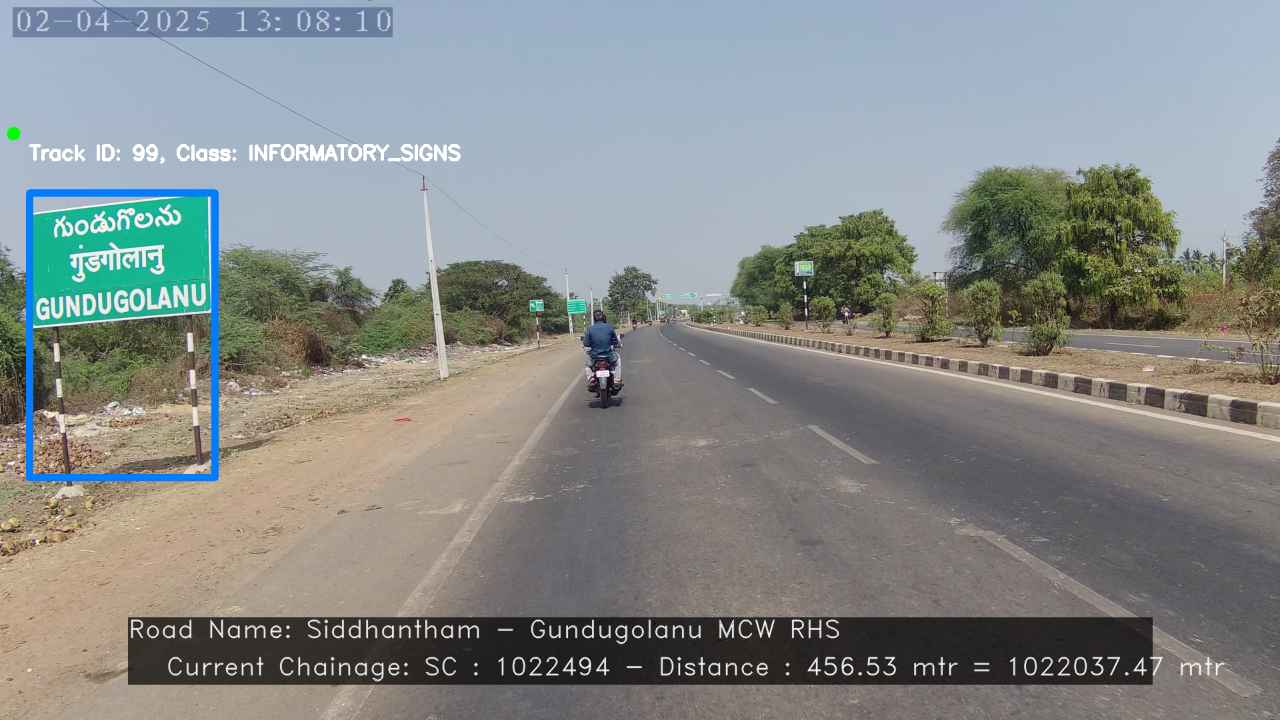 02-04-2025 13:08:10
Track ID: 99, Class: INFORMATORY_SIGNS
గుండుగొలను
गुंडगोलानु
GUNDUGOLANU
Road Name: Siddhantham - Gundugolanu MCW RHS
Current Chainage: SC : 1022494 - Distance : 456.53 mtr = 1022037.47 mtr